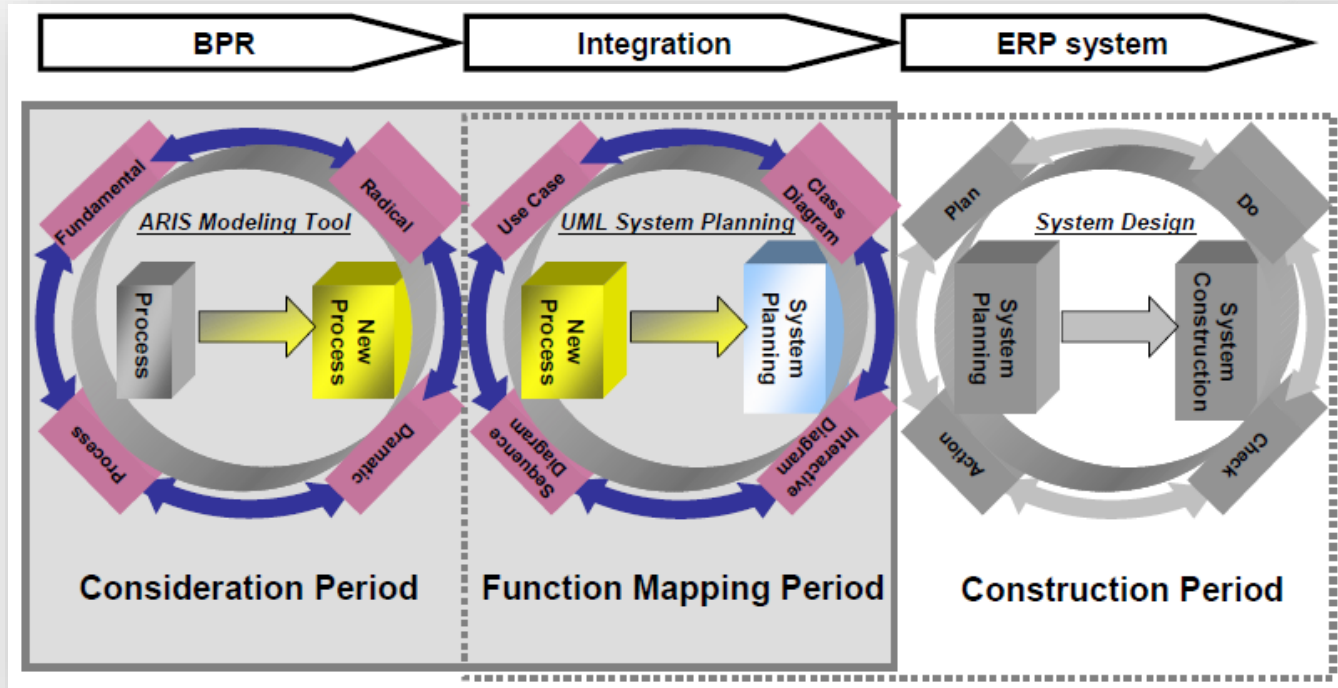 BPR
Integration
ERP system
Fundamental
Radical
ARIS Modeling Tool
Process
New
Process
Process
Dramatic
Consideration Period
Use Case
Class
Diagram
UML System Planning
New
Process
System
Planning
Sequence
Diagram
Interactive
Diagram
Function Mapping Period
Plan
Do
System Design
System
Planning
System
Construction
Action
Check
Construction Period